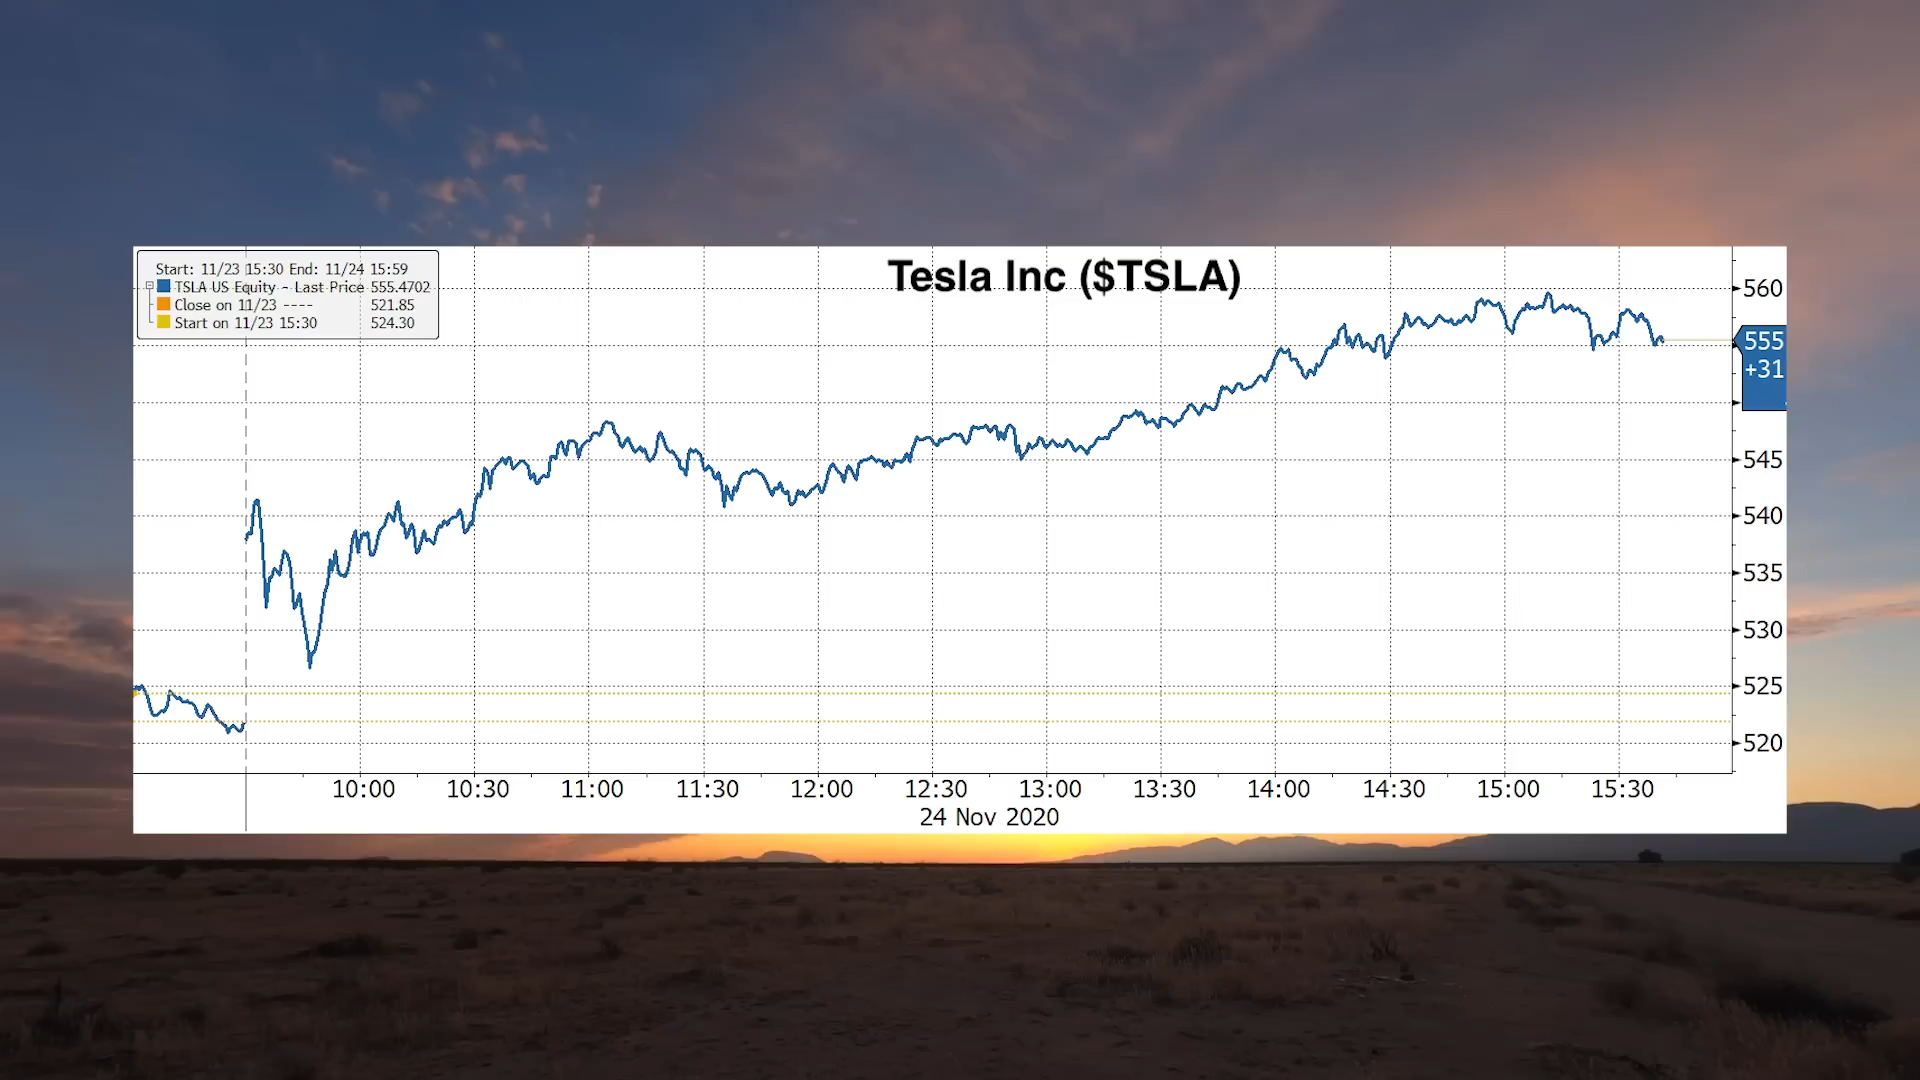 Tesla Inc ($TSLA)
Start: 11/23 15:30 End: 11/24 15:59
TSLA US Equity - Last Price 555.4702
Close on 11/23 ---- 521.85
Start on 11/23 15:30 524.30
560
555
+31
545
540
535
530
525
520
10:00 10:30 11:00 11:30 12:00 12:30 13:00 13:30 14:00 14:30 15:00 15:30
24 Nov 2020